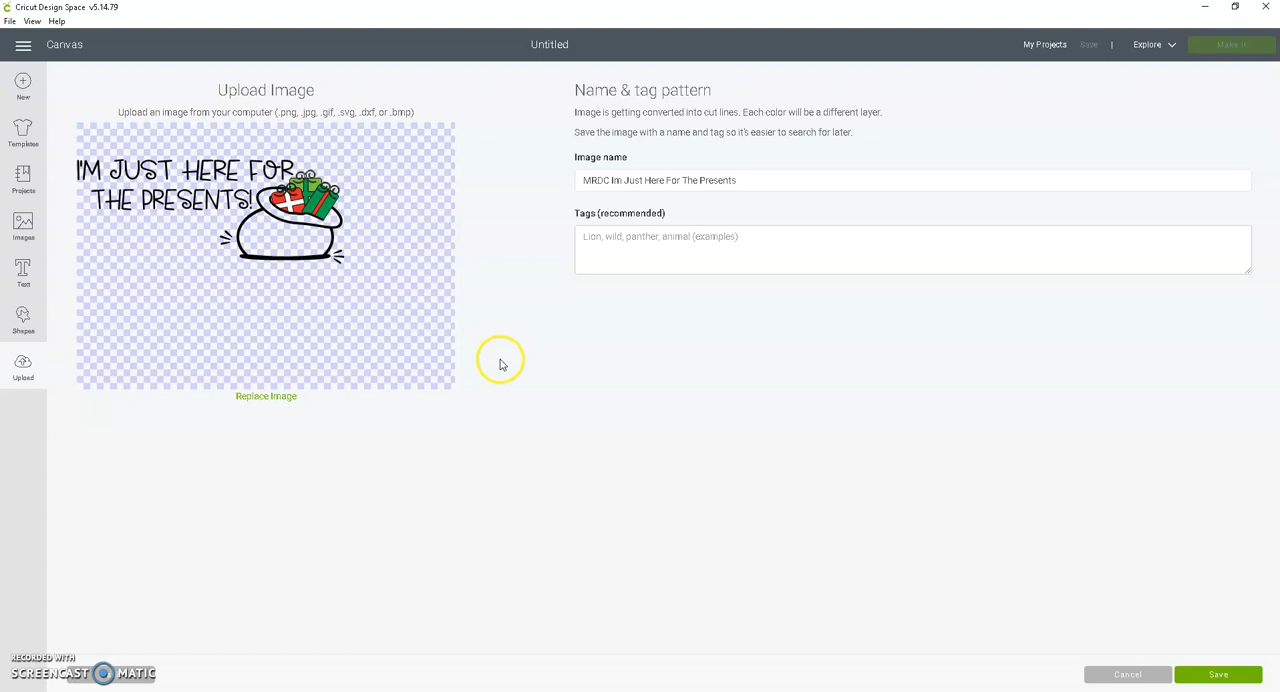 Cricut Design Space v5.14.79
File View Help
Canvas
Untitled
My Projects Save | Explore Make It
New
Templates
Projects
Images
Text
Shapes
Upload
Upload Image
Upload an image from your computer (.png, .jpg, .gif, .svg, .dxf, or .bmp)
I'M JUST HERE FOR
THE PRESENTS!
Replace Image
Name & tag pattern
Image is getting converted into cut lines. Each color will be a different layer.
Save the image with a name and tag so it's easier to search for later.
Image name
MRDC Im Just Here For The Presents
Tags (recommended)
Lion, wild, panther, animal (examples)
RECORDED WITH
SCREENCAST MATIC
Cancel Save